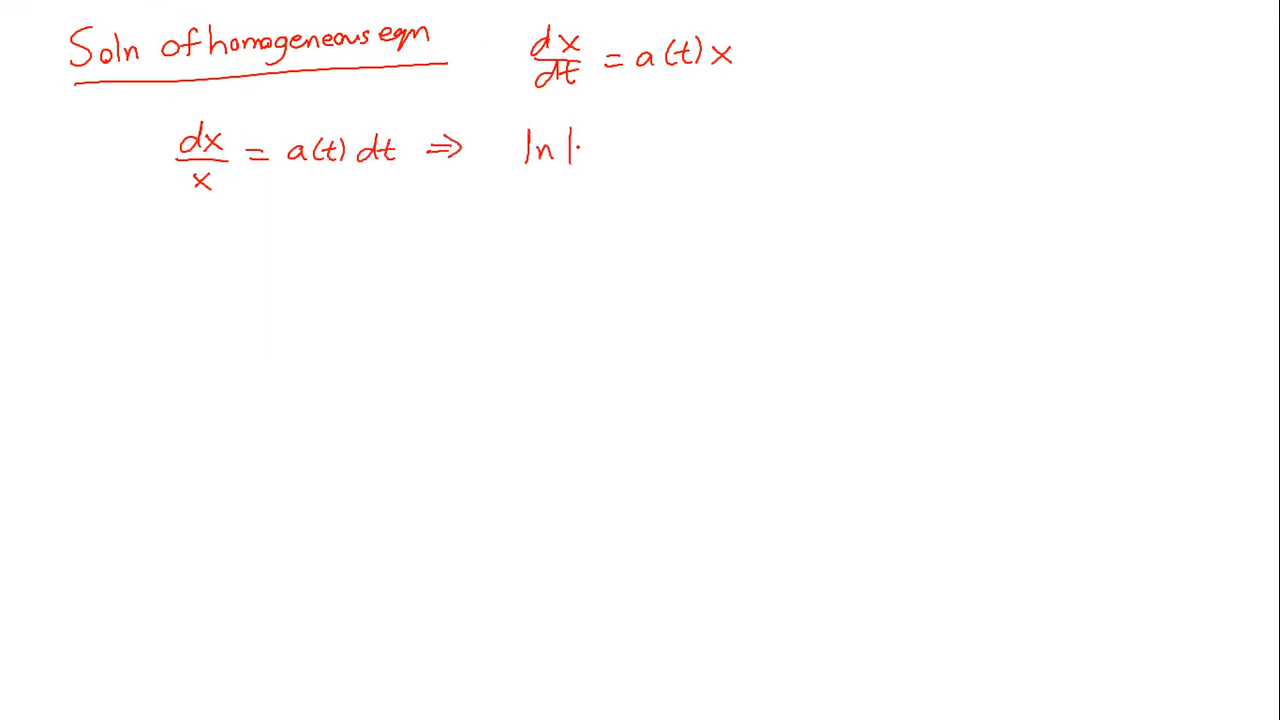 Soln of homogeneous eqn dx/dt = a(t) x
dx/x = a(t) dt ⇒ ln |